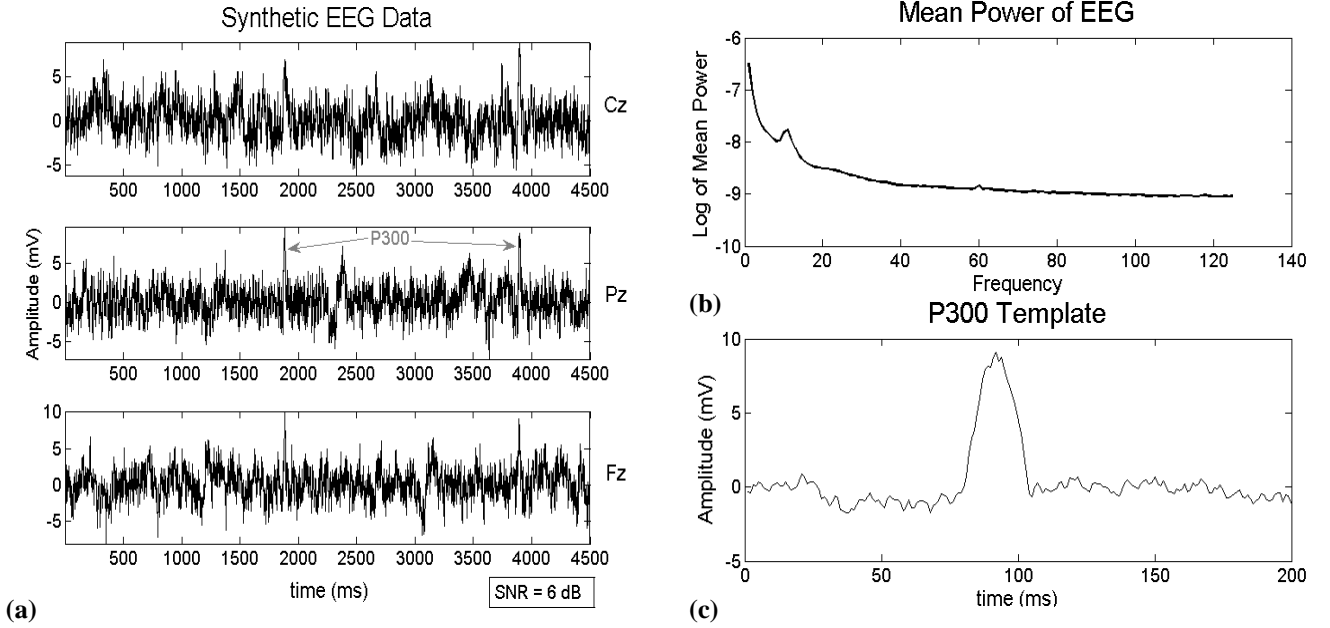 Synthetic EEG Data
5
0
-5
Cz
500 1000 1500 2000 2500 3000 3500 4000 4500
Amplitude (mV)
5
0
-5
P300
Pz
500 1000 1500 2000 2500 3000 3500 4000 4500
10
5
0
-5
Fz
500 1000 1500 2000 2500 3000 3500 4000 4500
time (ms)
SNR = 6 dB
(a)
Mean Power of EEG
Log of Mean Power
-6
-7
-8
-9
-10
0 20 40 60 80 100 120 140
Frequency
(b)
P300 Template
Amplitude (mV)
10
5
0
-5
0 50 100 150 200
time (ms)
(c)